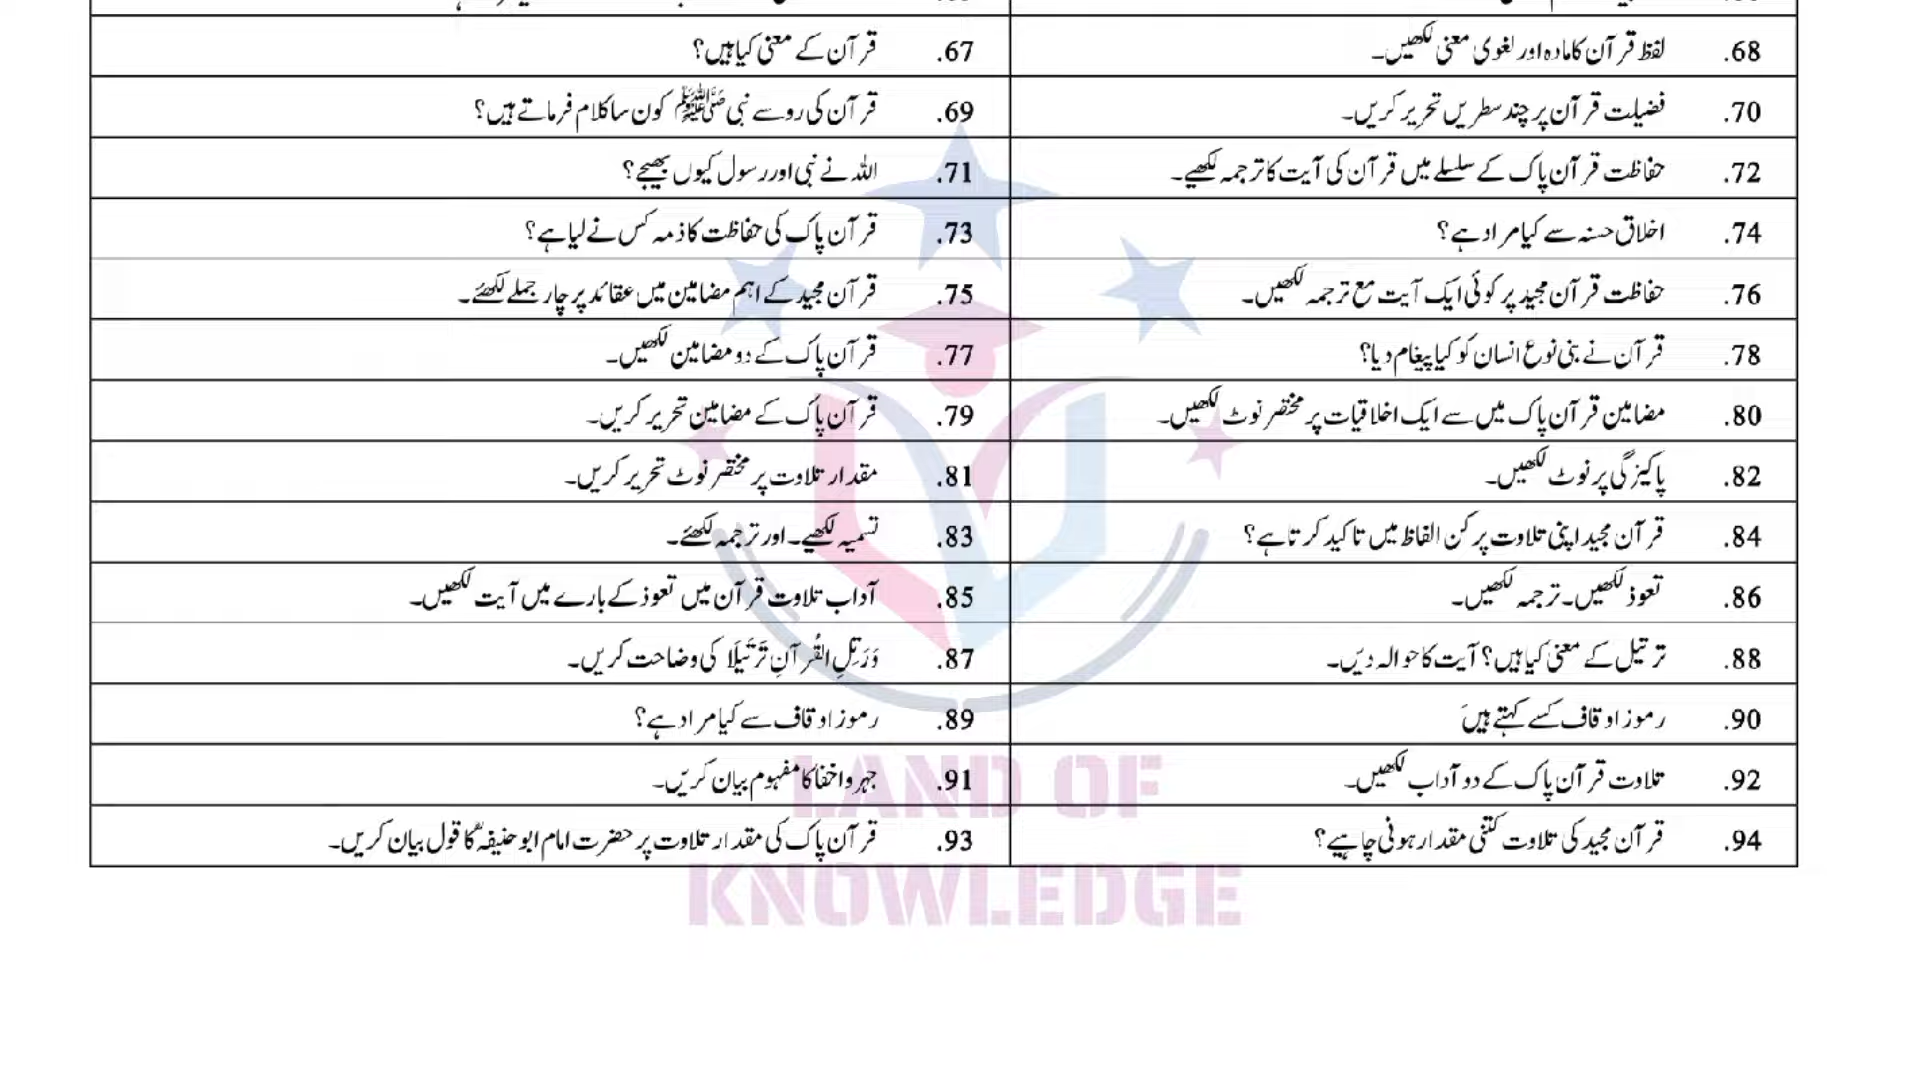 68. لفظ قرآن کا مادہ اور لغوی معنی لکھیں۔
67. قرآن کے معنی کیا ہیں؟
70. فضیلت قرآن پر چند سطریں تحریر کریں۔
69. قرآن کی رو سے نبی ﷺ کون سا کلام فرماتے ہیں؟
72. حفاظت قرآن پاک کے سلسلے میں قرآن کی آیت کا ترجمہ لکھیے۔
71. اللہ نے نبی اور رسول کیوں بھیجے؟
74. اخلاق حسنہ سے کیا مراد ہے؟
73. قرآن پاک کی حفاظت کا ذمہ کس نے لیا ہے؟
76. حفاظت قرآن مجید پر کوئی ایک آیت مع ترجمہ لکھیں۔
75. قرآن مجید کے اہم مضامین میں عقائد پر چار جملے لکھئے۔
78. قرآن نے بنی نوع انسان کو کیا پیغام دیا؟
77. قرآن پاک کے دو مضامین لکھیں۔
80. مضامین قرآن پاک میں سے ایک اخلاقیات پر مختصر نوٹ لکھیں۔
79. قرآن پاک کے مضامین تحریر کریں۔
82. پاکیزگی پر نوٹ لکھیں۔
81. مقدار تلاوت پر مختصر نوٹ تحریر کریں۔
84. قرآن مجید اپنی تلاوت پر کن الفاظ میں تاکید کرتا ہے؟
83. تسمیہ لکھیے۔ اور ترجمہ لکھئے۔
86. تعوذ لکھیں۔ ترجمہ لکھیں۔
85. آداب تلاوت قرآن میں تعوذ کے بارے میں آیت لکھیں۔
88. ترتیل کے معنی کیا ہیں؟ آیت کا حوالہ دیں۔
87. وَرَتِّلِ القُرآنِ تَرتَیلًا کی وضاحت کریں۔
90. رموز اوقاف کسے کہتے ہیں
89. رموز اوقاف سے کیا مراد ہے؟
92. تلاوت قرآن پاک کے دو آداب لکھیں۔
91. جہر و اخفا کا مفہوم بیان کریں۔
94. قرآن مجید کی تلاوت کتنی مقدار ہونی چاہیے؟
93. قرآن پاک کی مقدار تلاوت پر حضرت امام ابو حنیفہؒ کا قول بیان کریں۔
LAND OF
KNOWLEDGE